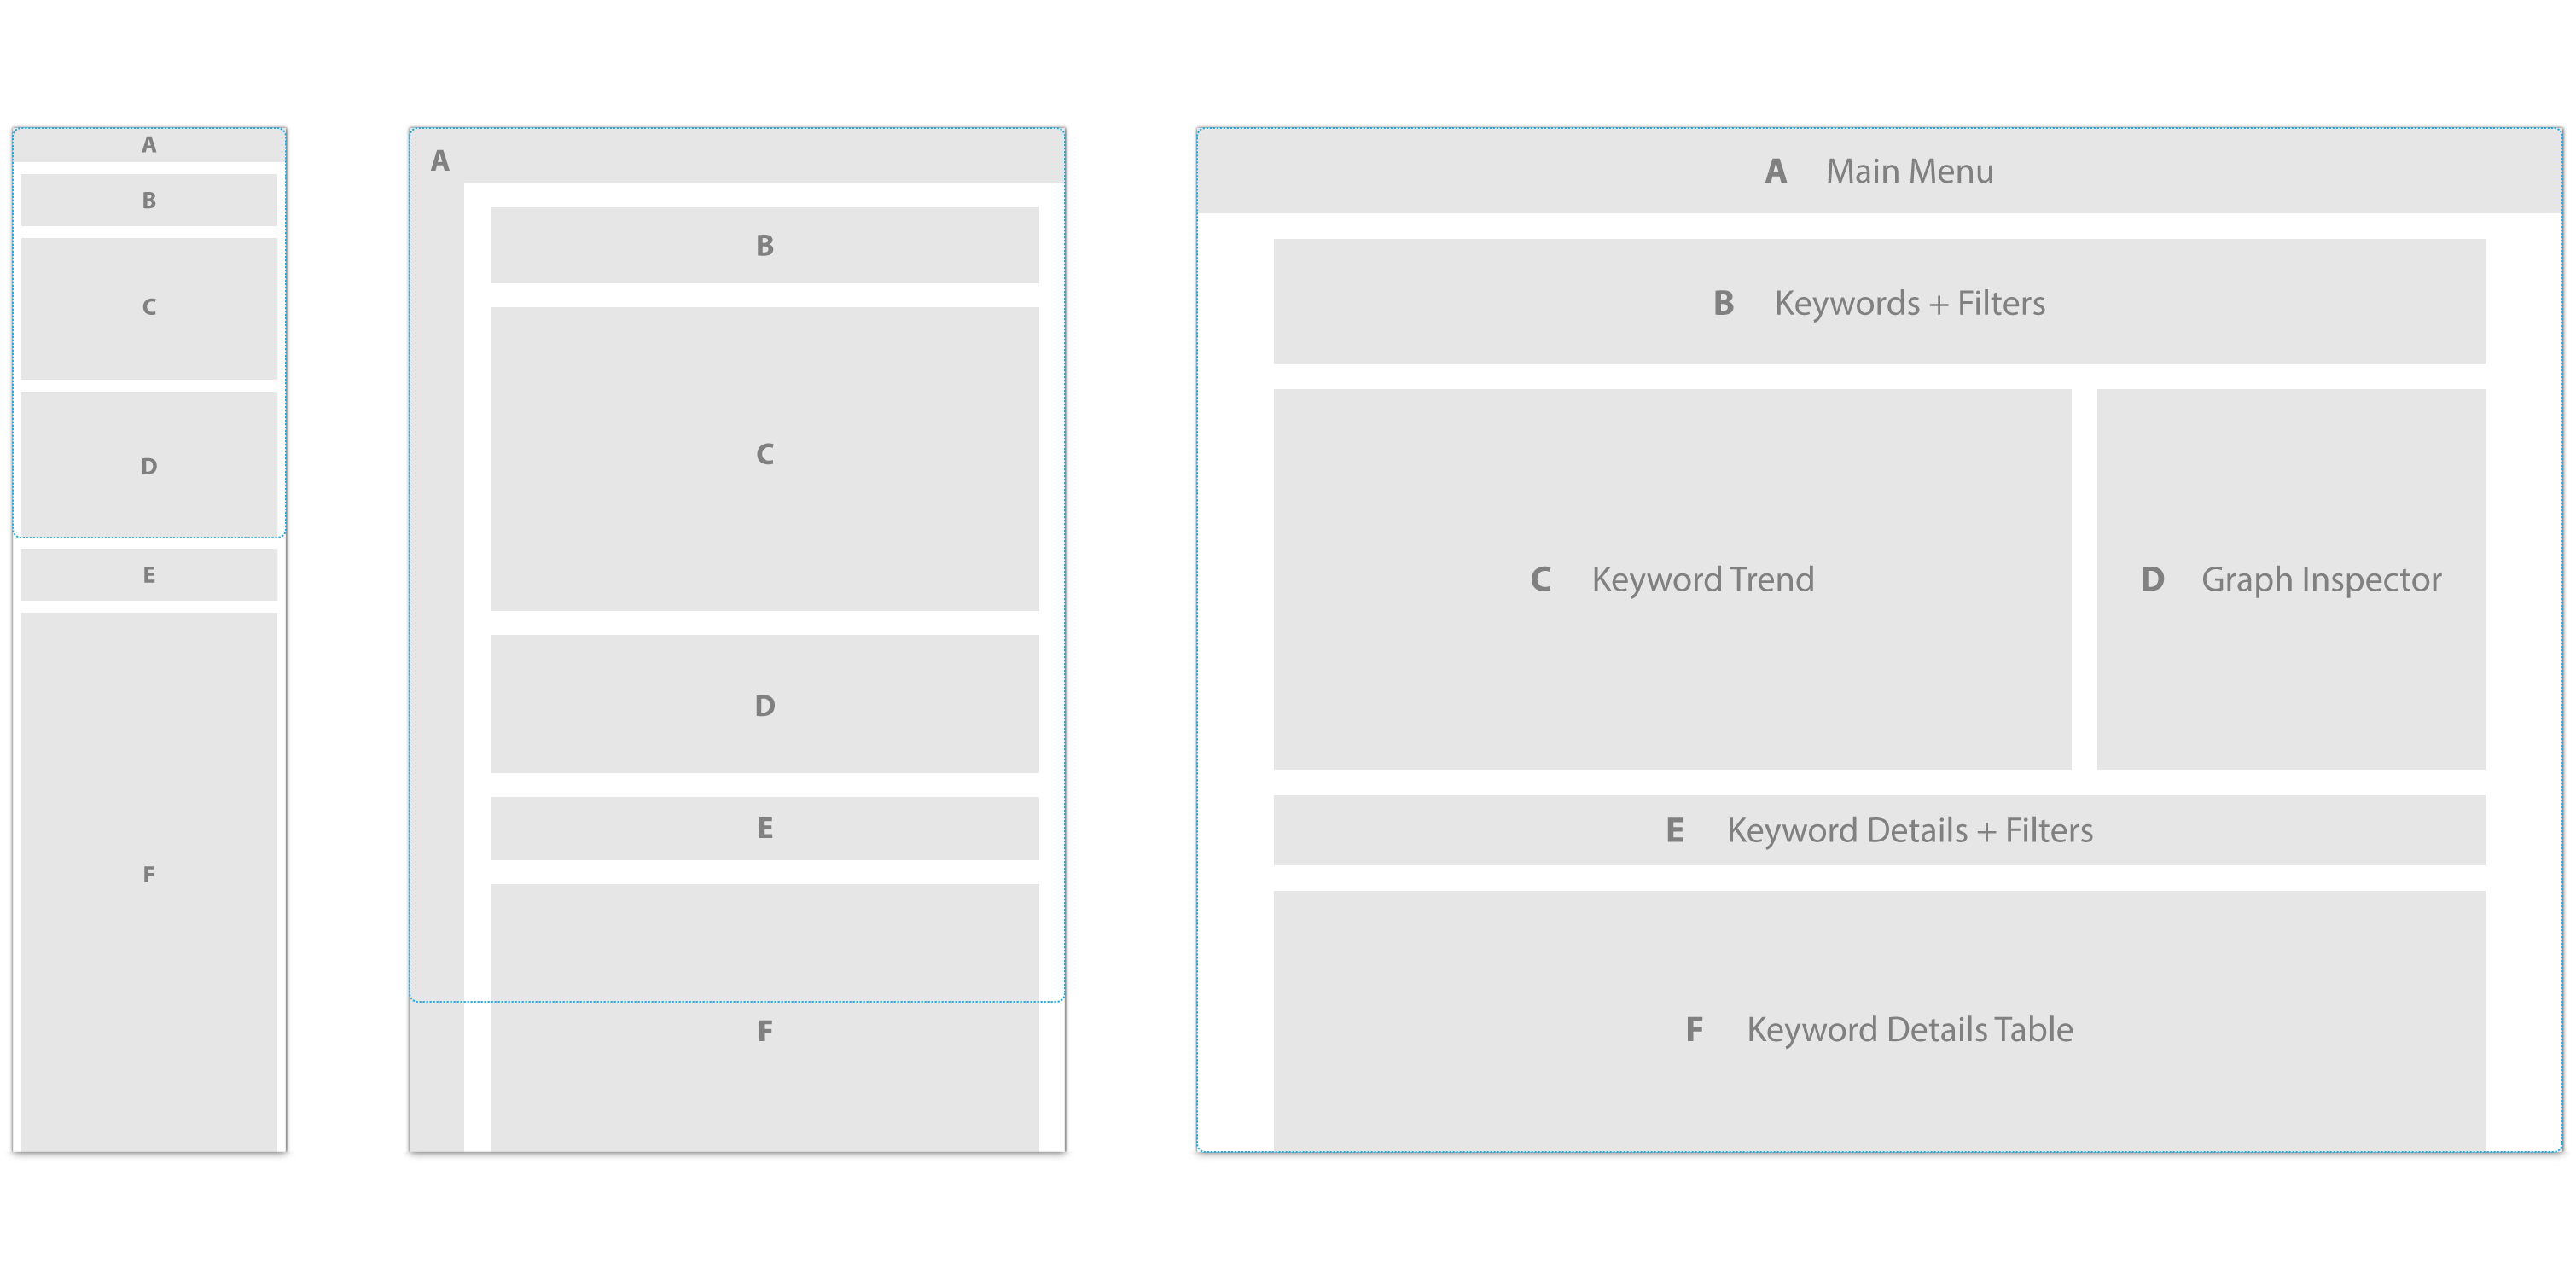 A
B
C
D
E
F
A
B
C
D
E
F
A Main Menu
B Keywords + Filters
C Keyword Trend
D Graph Inspector
E Keyword Details + Filters
F Keyword Details Table